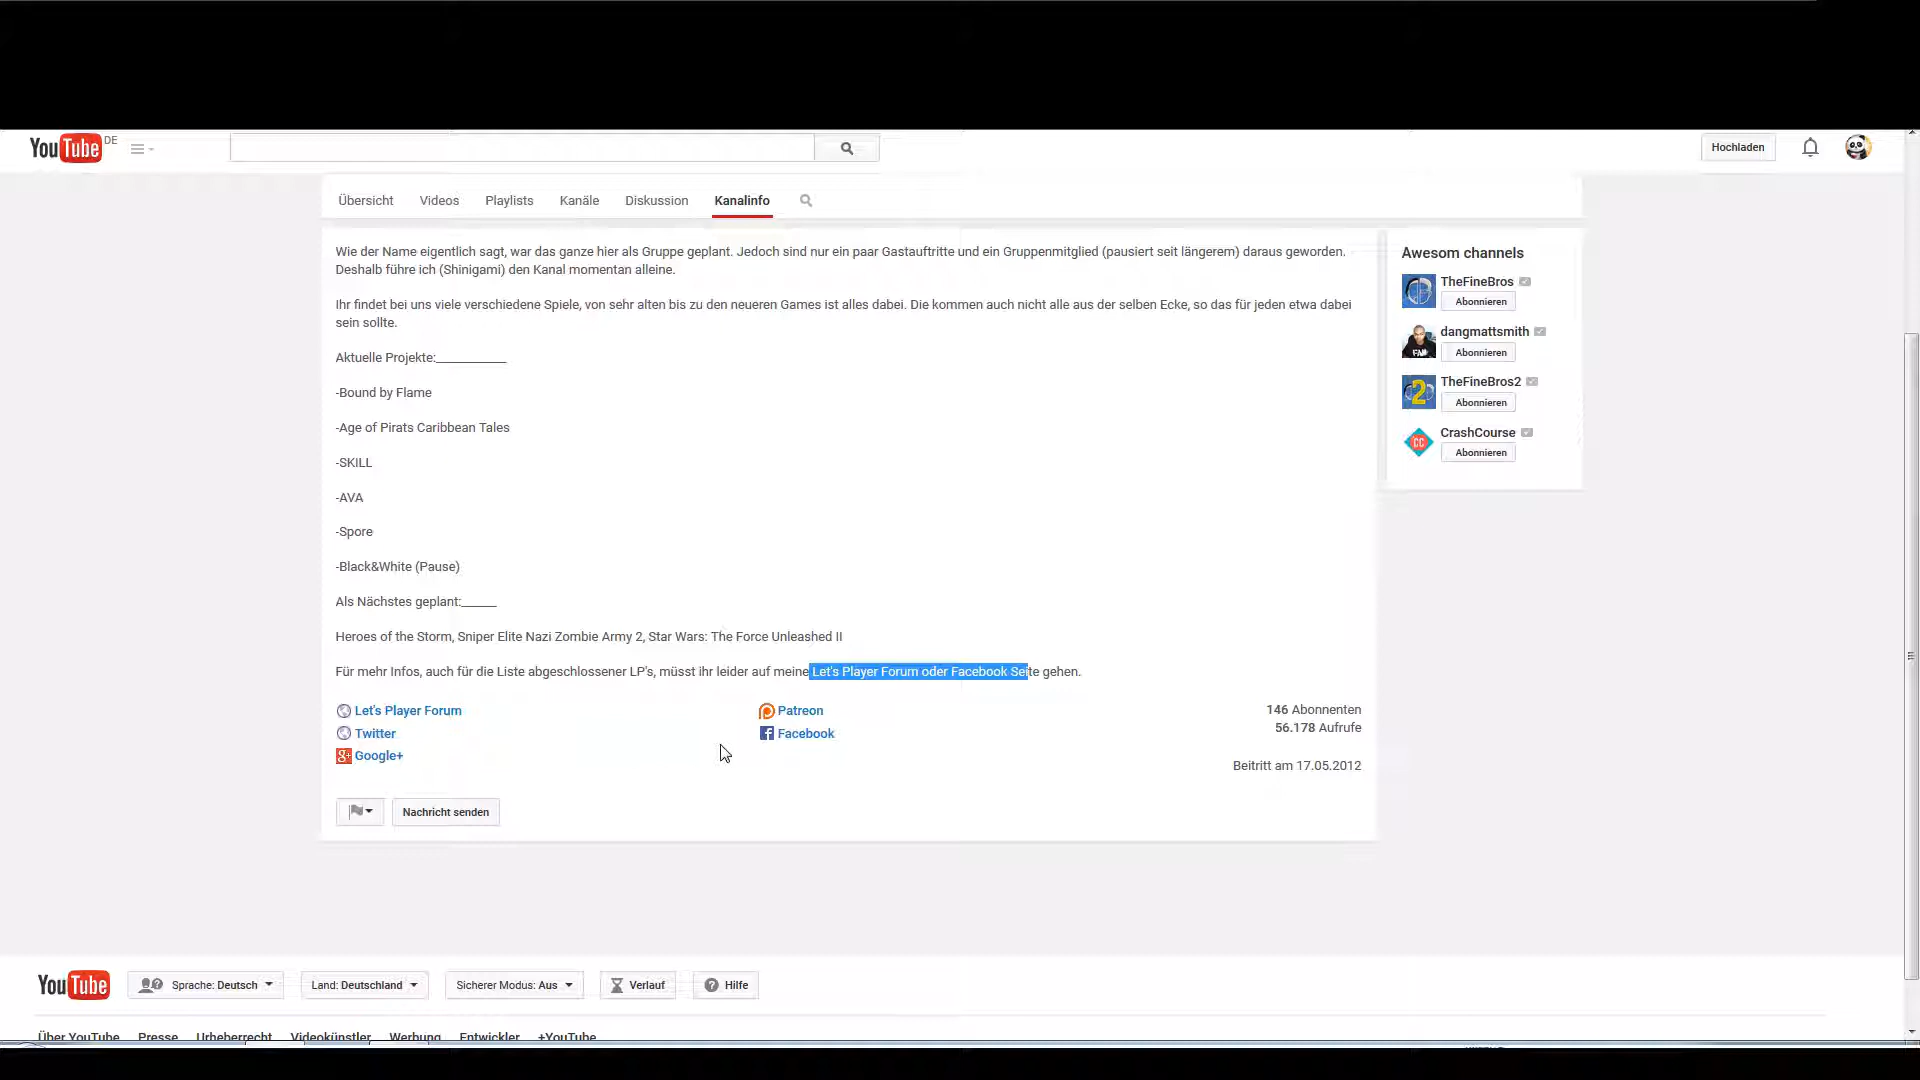 YouTube DE
Hochladen
Übersicht Videos Playlists Kanäle Diskussion Kanalinfo
Wie der Name eigentlich sagt, war das ganze hier als Gruppe geplant. Jedoch sind nur ein paar Gastauftritte und ein Gruppenmitglied (pausiert seit längerem) daraus geworden.
Deshalb führe ich (Shinigami) den Kanal momentan alleine.
Ihr findet bei uns viele verschiedene Spiele, von sehr alten bis zu den neueren Games ist alles dabei. Die kommen auch nicht alle aus der selben Ecke, so das für jeden etwa dabei
sein sollte.
Aktuelle Projekte:____________
-Bound by Flame
-Age of Pirats Caribbean Tales
-SKILL
-AVA
-Spore
-Black&White (Pause)
Als Nächstes geplant:______
Heroes of the Storm, Sniper Elite Nazi Zombie Army 2, Star Wars: The Force Unleashed II
Für mehr Infos, auch für die Liste abgeschlossener LP's, müsst ihr leider auf meine Let's Player Forum oder Facebook Seite gehen.
Let's Player Forum
Twitter
Google+
Patreon
Facebook
146 Abonnenten
56.178 Aufrufe
Beitritt am 17.05.2012
Nachricht senden
Awesom channels
TheFineBros
Abonnieren
dangmattsmith
Abonnieren
TheFineBros2
Abonnieren
CrashCourse
Abonnieren
YouTube Sprache: Deutsch Land: Deutschland Sicherer Modus: Aus Verlauf Hilfe
Über YouTube Presse Urheberrecht Videokünstler Werbung Entwickler +YouTube